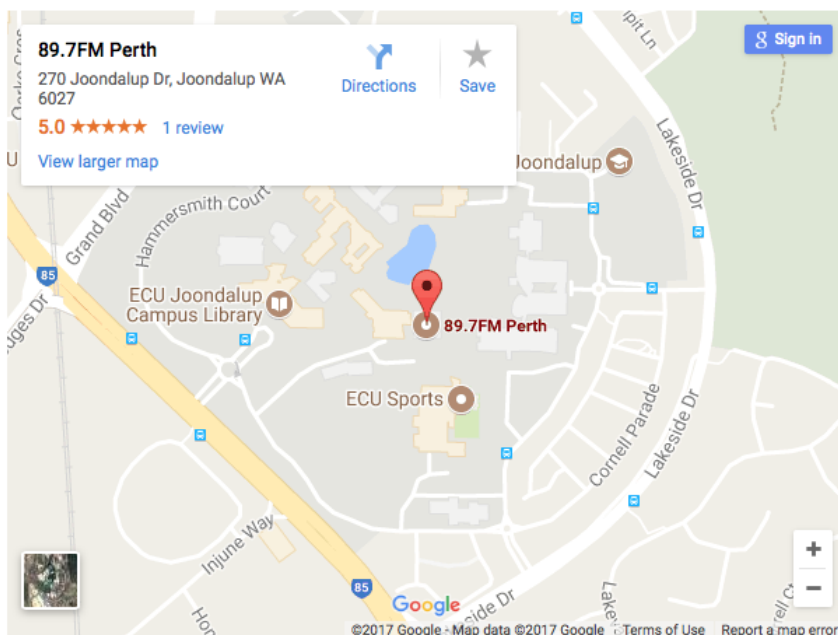 89.7FM Perth
270 Joondalup Dr, Joondalup WA
6027
5.0 ★★★★★ 1 review
View larger map
Directions
Save
Sign in
Joondalup
Lakeside Dr
Grand Blvd
Hammersmith Court
85
ECU Joondalup
Campus Library
89.7FM Perth
ECU Sports
Cornell Parade
Lakeside Dr
Injune Way
85
Google
©2017 Google - Map data ©2017 Google Terms of Use Report a map error